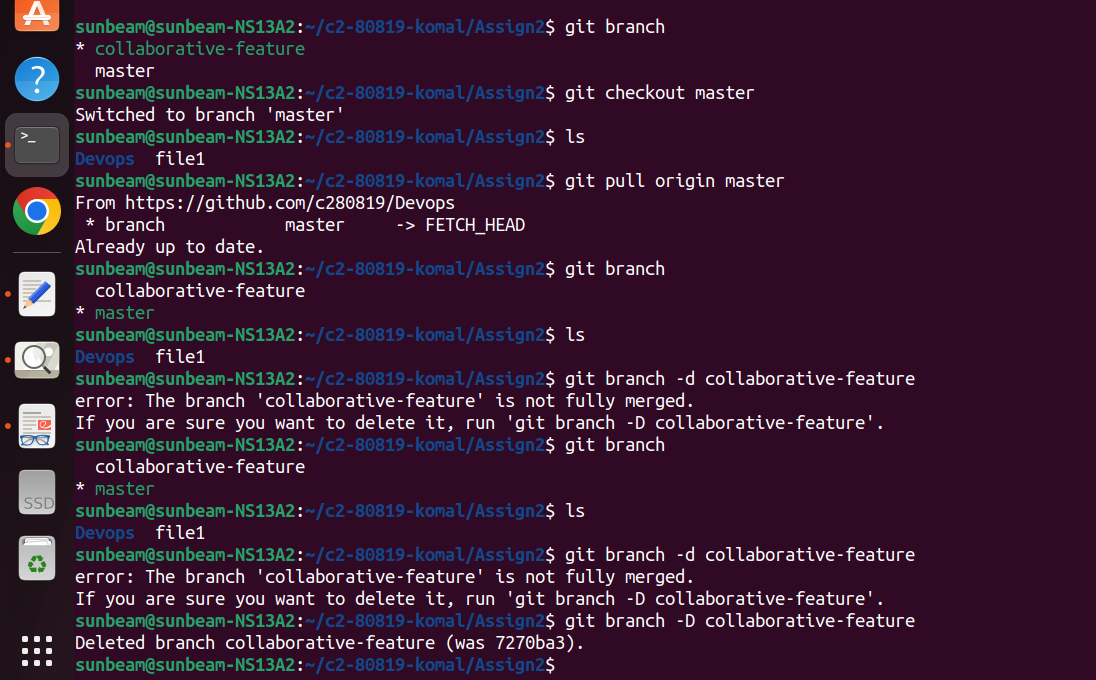 sunbeam@sunbeam-NS13A2:~/c2-80819-komal/Assign2$ git branch
* collaborative-feature
  master
sunbeam@sunbeam-NS13A2:~/c2-80819-komal/Assign2$ git checkout master
Switched to branch 'master'
sunbeam@sunbeam-NS13A2:~/c2-80819-komal/Assign2$ ls
Devops  file1
sunbeam@sunbeam-NS13A2:~/c2-80819-komal/Assign2$ git pull origin master
From https://github.com/c280819/Devops
 * branch            master     -> FETCH_HEAD
Already up to date.
sunbeam@sunbeam-NS13A2:~/c2-80819-komal/Assign2$ git branch
  collaborative-feature
* master
sunbeam@sunbeam-NS13A2:~/c2-80819-komal/Assign2$ ls
Devops  file1
sunbeam@sunbeam-NS13A2:~/c2-80819-komal/Assign2$ git branch -d collaborative-feature
error: The branch 'collaborative-feature' is not fully merged.
If you are sure you want to delete it, run 'git branch -D collaborative-feature'.
sunbeam@sunbeam-NS13A2:~/c2-80819-komal/Assign2$ git branch
  collaborative-feature
* master
sunbeam@sunbeam-NS13A2:~/c2-80819-komal/Assign2$ ls
Devops  file1
sunbeam@sunbeam-NS13A2:~/c2-80819-komal/Assign2$ git branch -d collaborative-feature
error: The branch 'collaborative-feature' is not fully merged.
If you are sure you want to delete it, run 'git branch -D collaborative-feature'.
sunbeam@sunbeam-NS13A2:~/c2-80819-komal/Assign2$ git branch -D collaborative-feature
Deleted branch collaborative-feature (was 7270ba3).
sunbeam@sunbeam-NS13A2:~/c2-80819-komal/Assign2$
A
?
>_
SSD